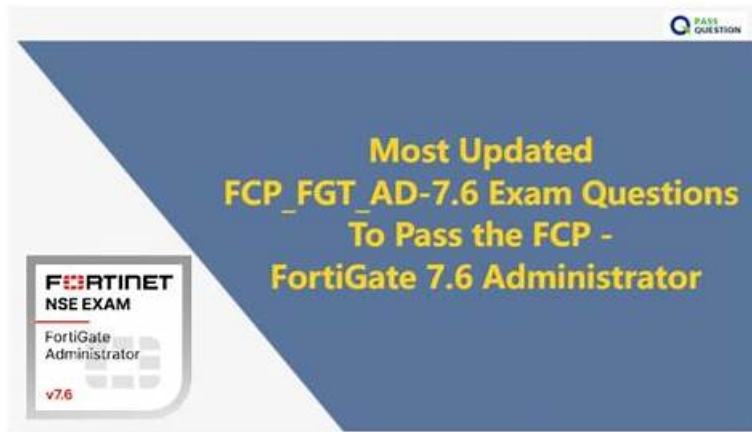 PASS
QUESTION
Most Updated
FCP_FGT_AD-7.6 Exam Questions
To Pass the FCP -
FortiGate 7.6 Administrator
FORTINET
NSE EXAM
FortiGate
Administrator
v7.6